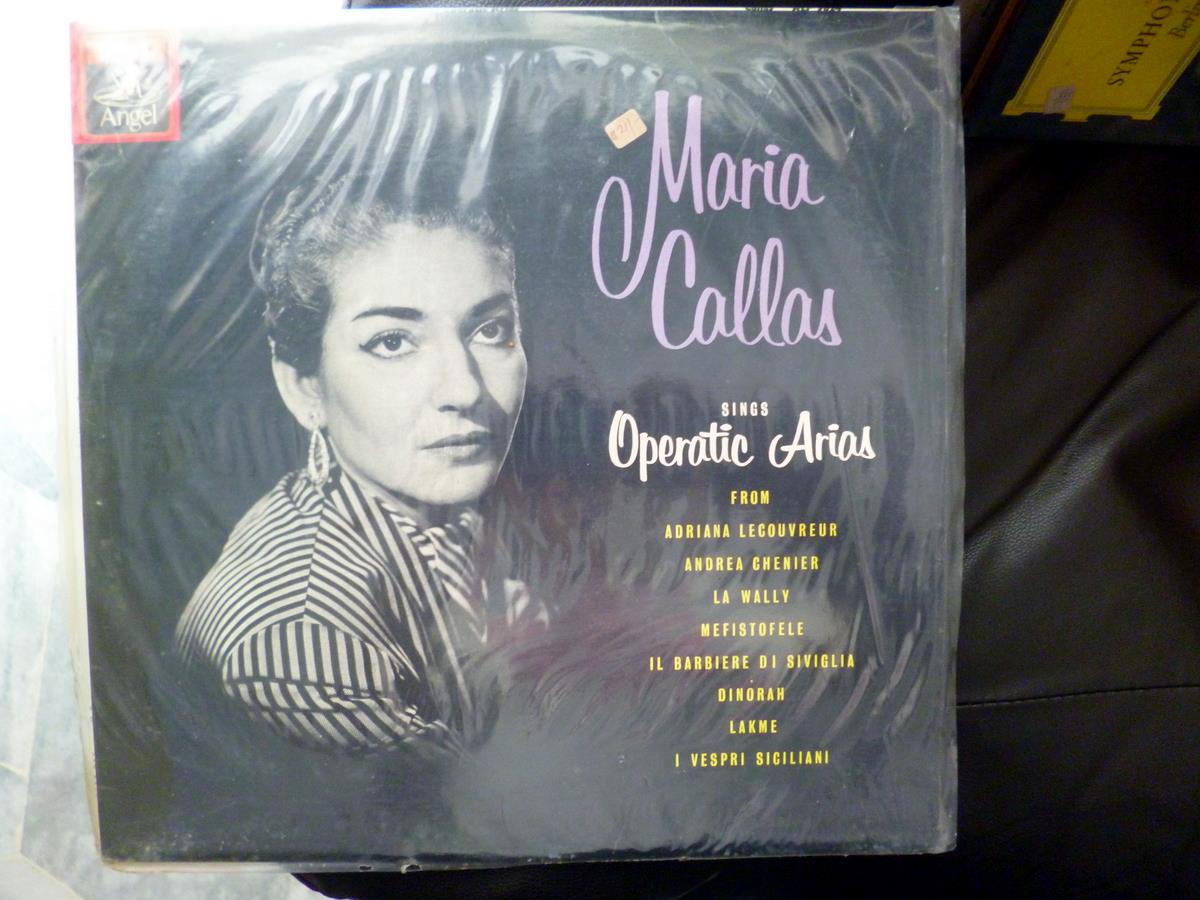 Angel
Maria
Callas
SINGS
Operatic Arias
FROM
ADRIANA LECOUVREUR
ANDREA CHENIER
LA WALLY
MEFISTOFELE
IL BARBIERE DI SIVIGLIA
DINORAH
LAKME
I VESPRI SICILIANI